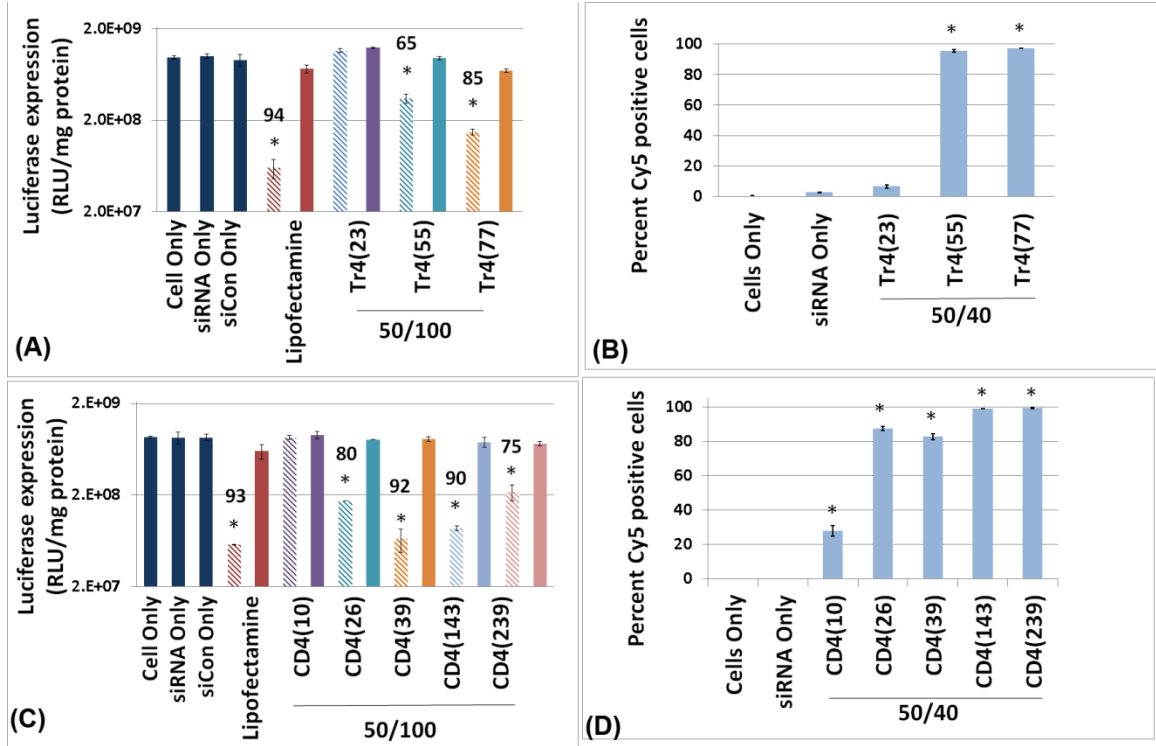 Luciferase expression
(RLU/mg protein)
2.0E+09
2.0E+08
2.0E+07
94
*
65
*
85
*
Cell Only
siRNA Only
siCon Only
Lipofectamine
Tr4(23)
Tr4(55)
Tr4(77)
50/100
(A)
Percent Cy5 positive cells
100
80
60
40
20
0
*
*
Cells Only
siRNA Only
Tr4(23)
Tr4(55)
Tr4(77)
50/40
(B)
Luciferase expression
(RLU/mg protein)
2.E+09
2.E+08
2.E+07
93
*
80
*
92
*
90
*
75
*
Cell Only
siRNA Only
siCon Only
Lipofectamine
CD4(10)
CD4(26)
CD4(39)
CD4(143)
CD4(239)
50/100
(C)
Percent Cy5 positive cells
100
80
60
40
20
0
*
*
*
*
*
Cells Only
siRNA Only
CD4(10)
CD4(26)
CD4(39)
CD4(143)
CD4(239)
50/40
(D)